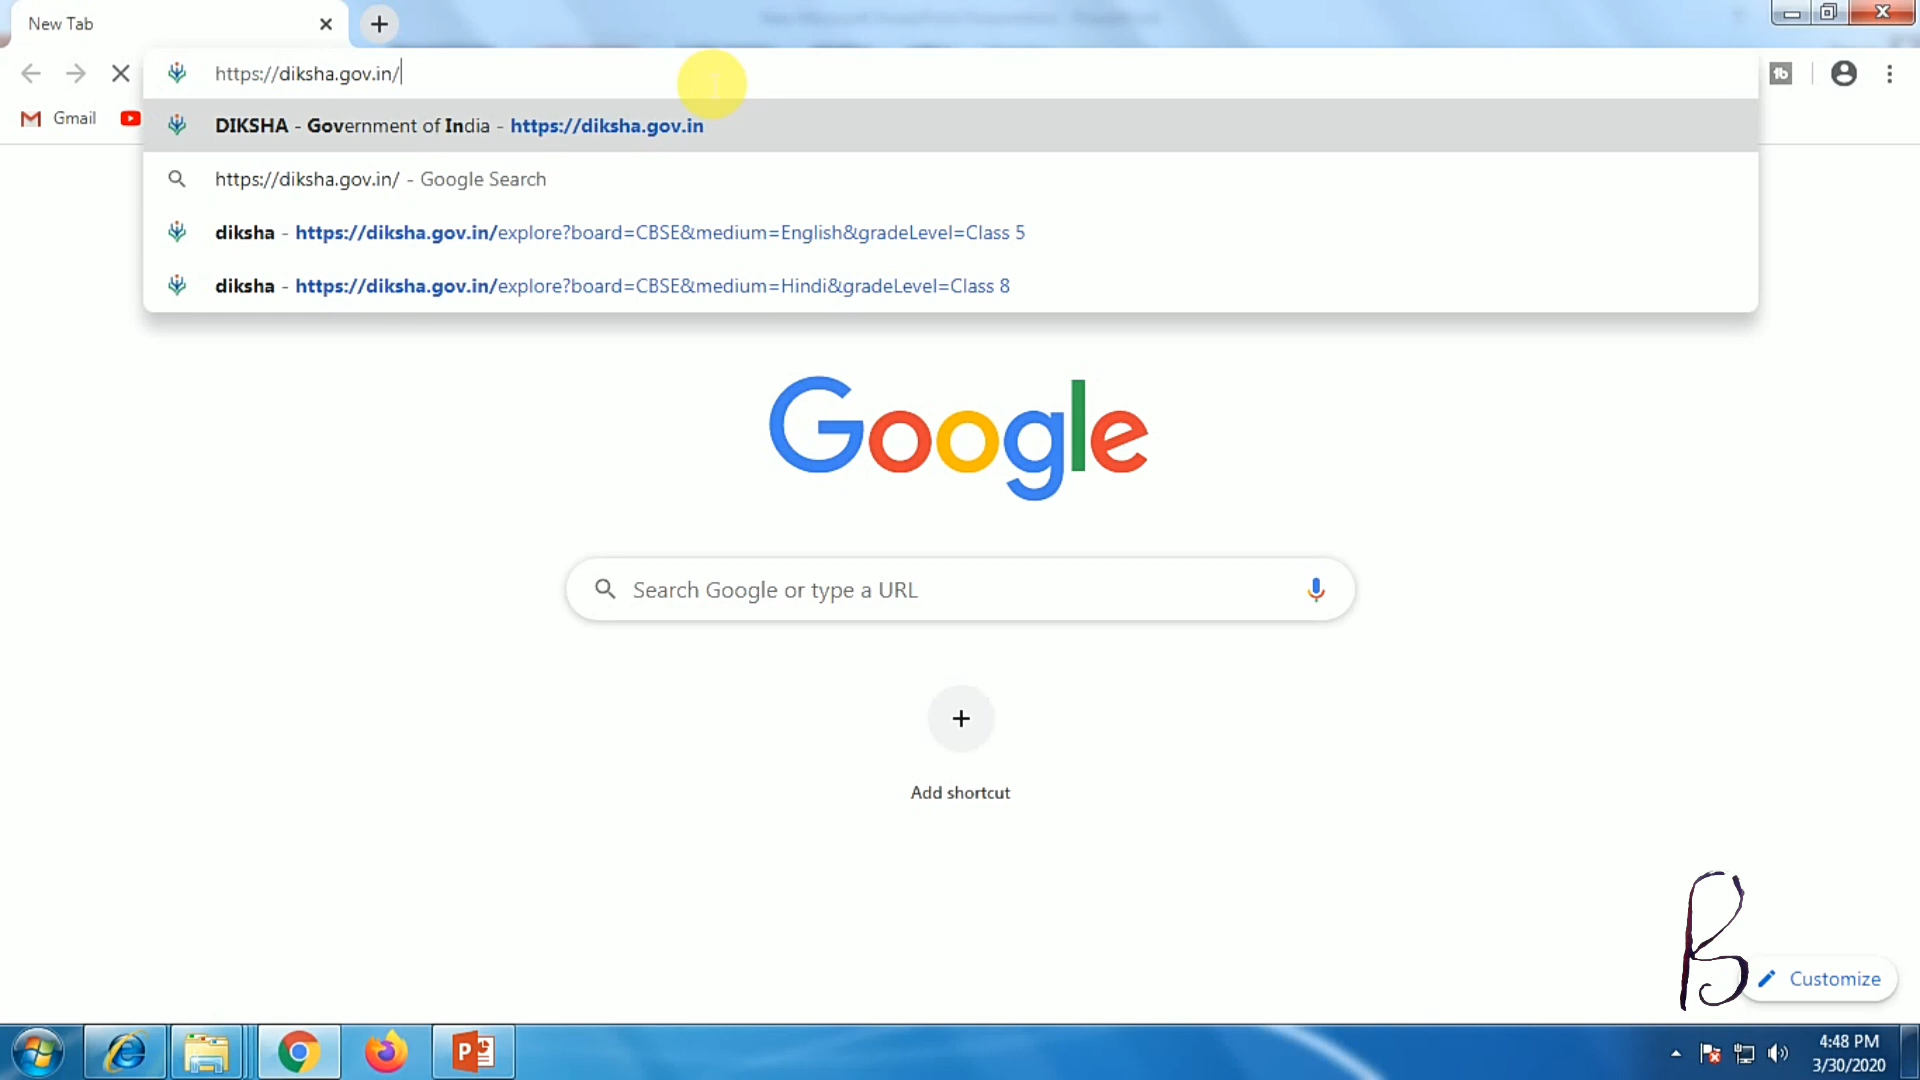 New Tab
https://diksha.gov.in/
Gmail
DIKSHA - Government of India - https://diksha.gov.in
https://diksha.gov.in/ - Google Search
diksha - https://diksha.gov.in/explore?board=CBSE&medium=English&gradeLevel=Class 5
diksha - https://diksha.gov.in/explore?board=CBSE&medium=Hindi&gradeLevel=Class 8
Google
Search Google or type a URL
Add shortcut
B
Customize
4:48 PM
3/30/2020